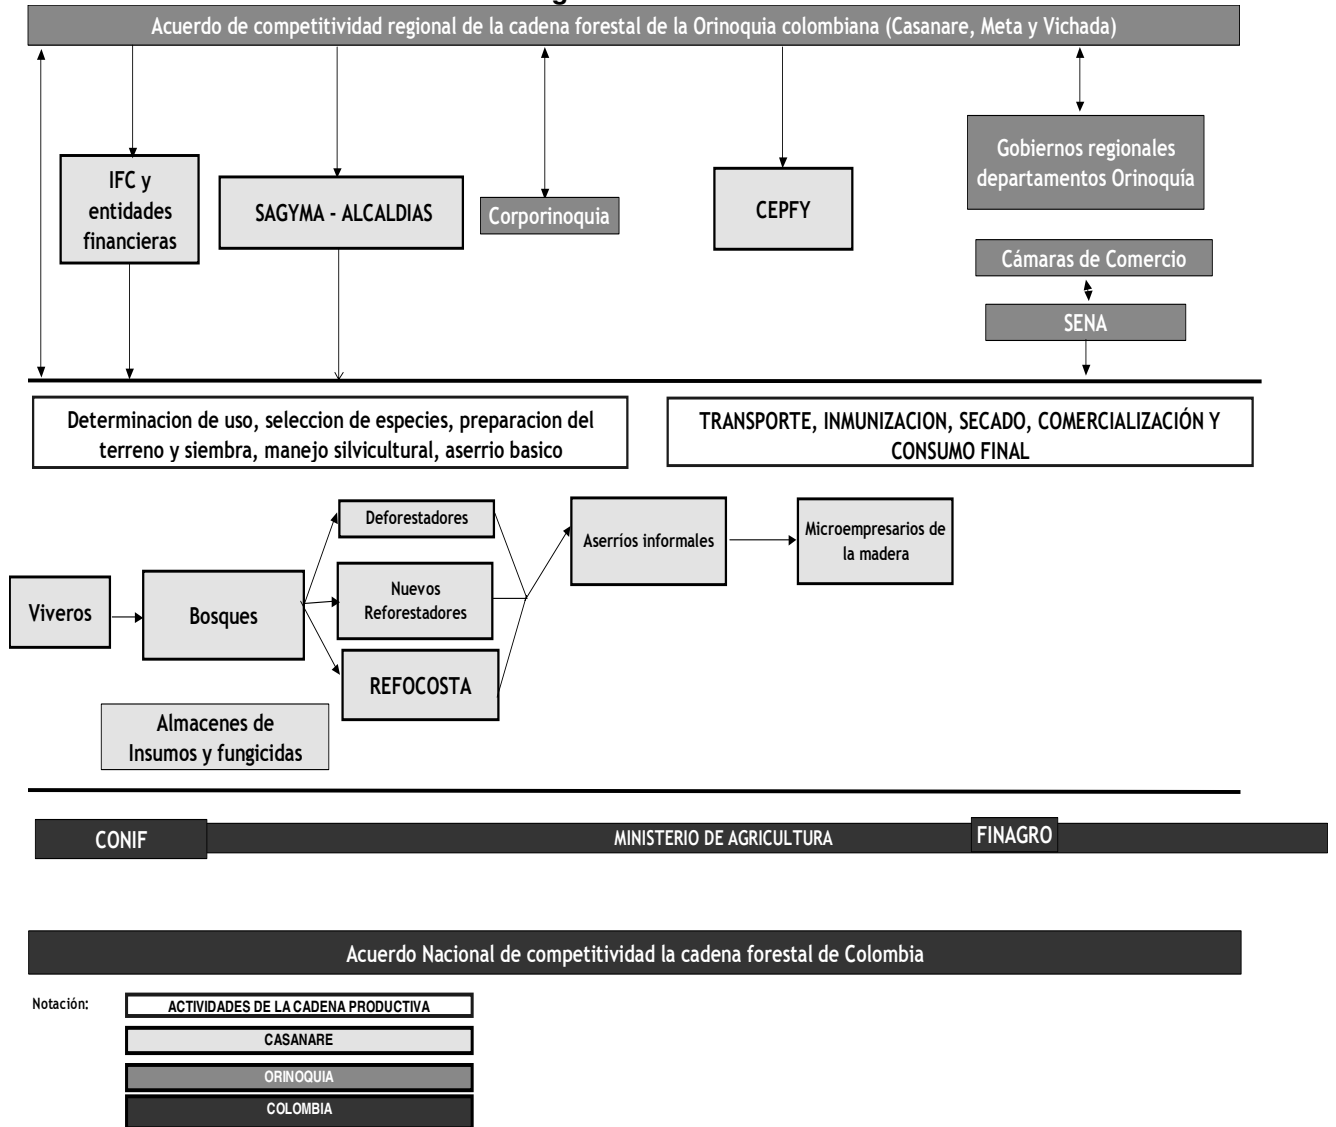 Acuerdo de competitividad regional de la cadena forestal de la Orinoquia colombiana (Casanare, Meta y Vichada)
IFC y
entidades
financieras
SAGYMA - ALCALDIAS
Corporinoquia
CEPFY
Gobiernos regionales
departamentos Orinoquía
Cámaras de Comercio
SENA
Determinacion de uso, seleccion de especies, preparacion del
terreno y siembra, manejo silvicultural, aserrio basico
TRANSPORTE, INMUNIZACION, SECADO, COMERCIALIZACIÓN Y
CONSUMO FINAL
Viveros
Bosques
Deforestadores
Nuevos
Reforestadores
REFOCOSTA
Aserríos informales
Microempresarios de
la madera
Almacenes de
Insumos y fungicidas
CONIF
MINISTERIO DE AGRICULTURA
FINAGRO
Acuerdo Nacional de competitividad la cadena forestal de Colombia
Notación:
ACTIVIDADES DE LA CADENA PRODUCTIVA
CASANARE
ORINOQUIA
COLOMBIA